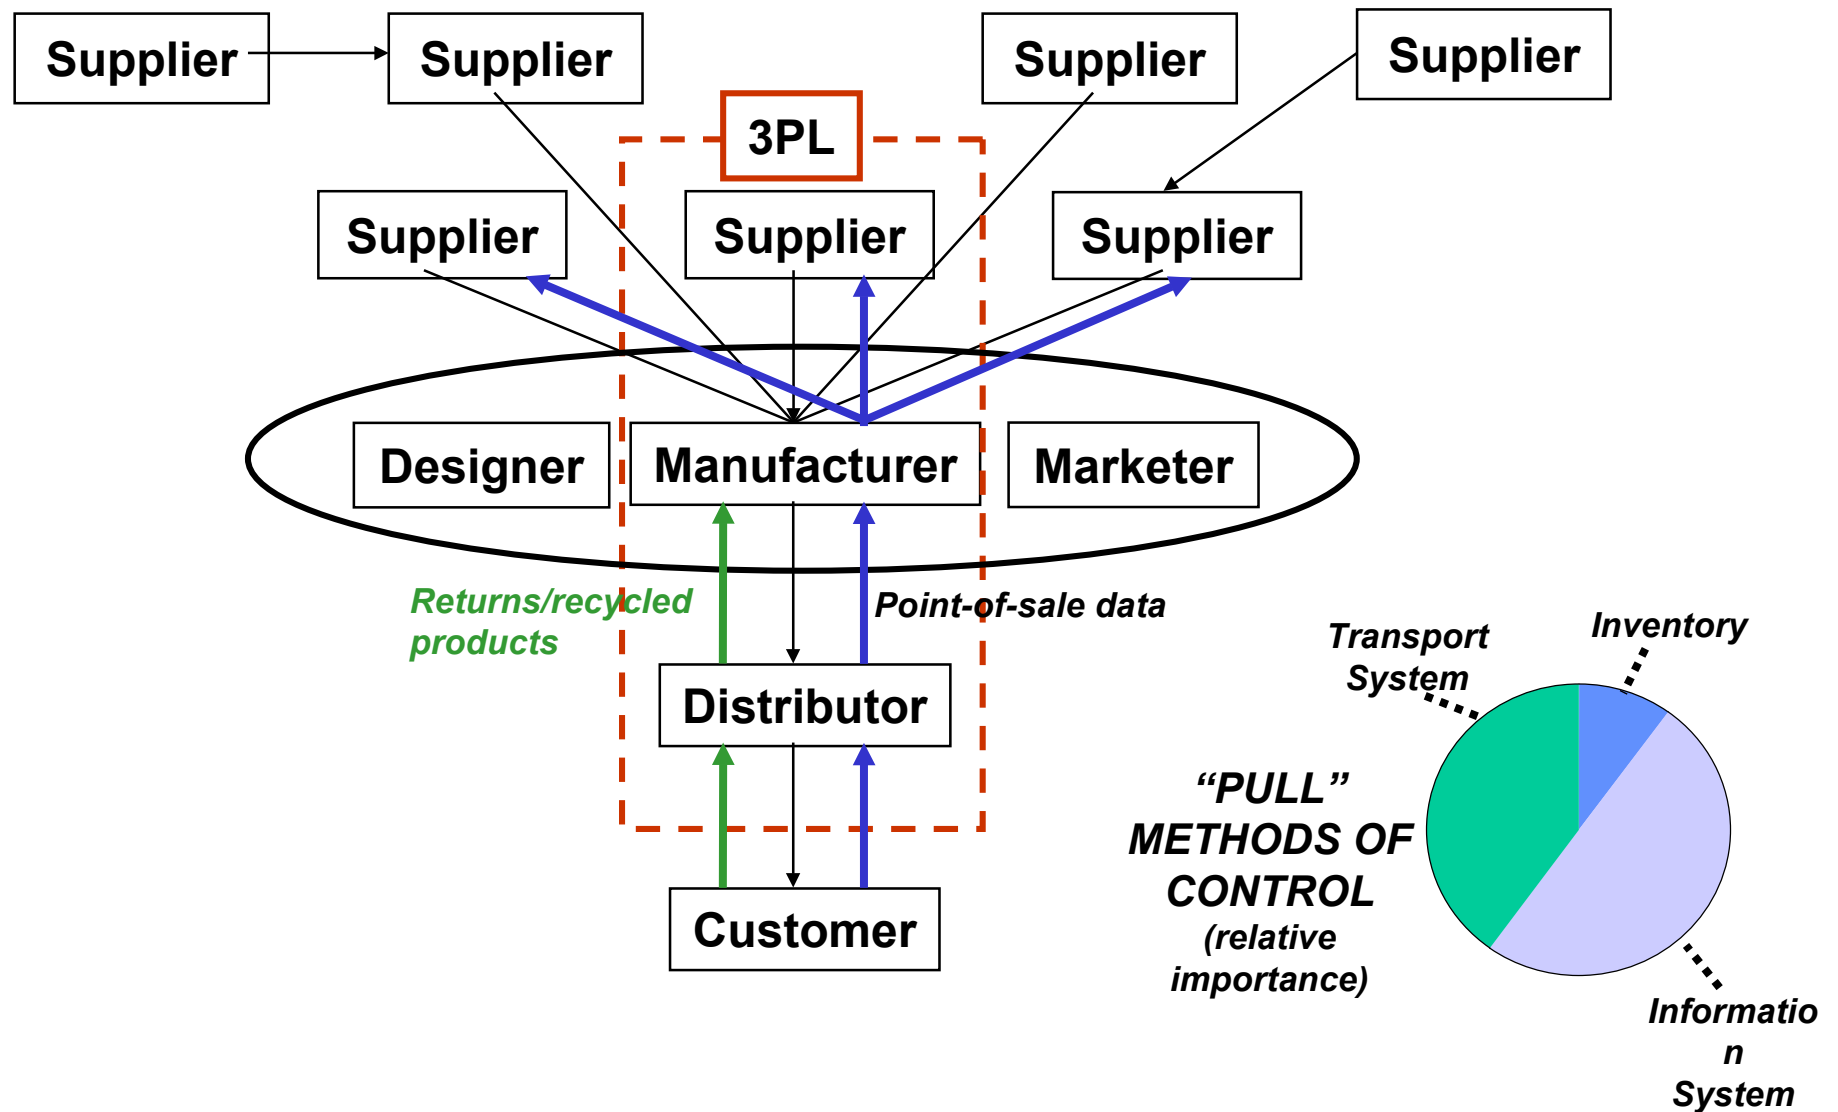 Supplier
Supplier
Supplier
Supplier
3PL
Supplier
Supplier
Supplier
Designer
Manufacturer
Marketer
Returns/recycled
products
Point-of-sale data
Distributor
Customer
Transport
System
Inventory
“PULL”
METHODS OF
CONTROL
(relative
importance)
Informatio
n
System